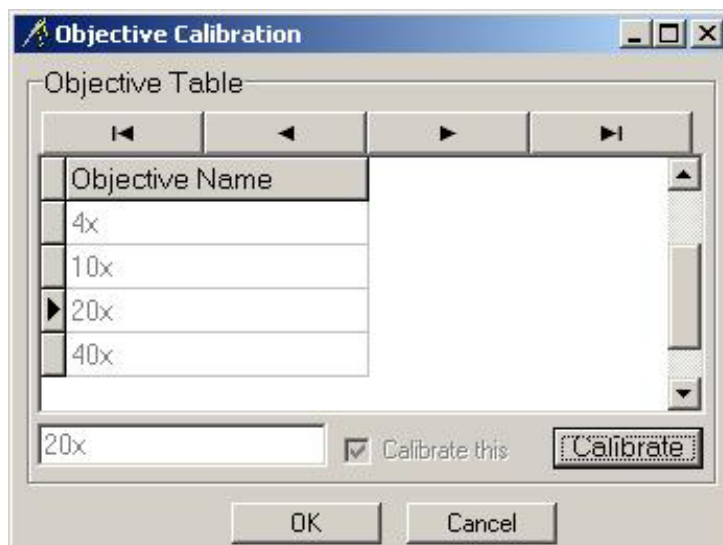 Objective Calibration
Objective Table
Objective Name
4x
10x
20x
40x
20x Calibrate this Calibrate
OK Cancel